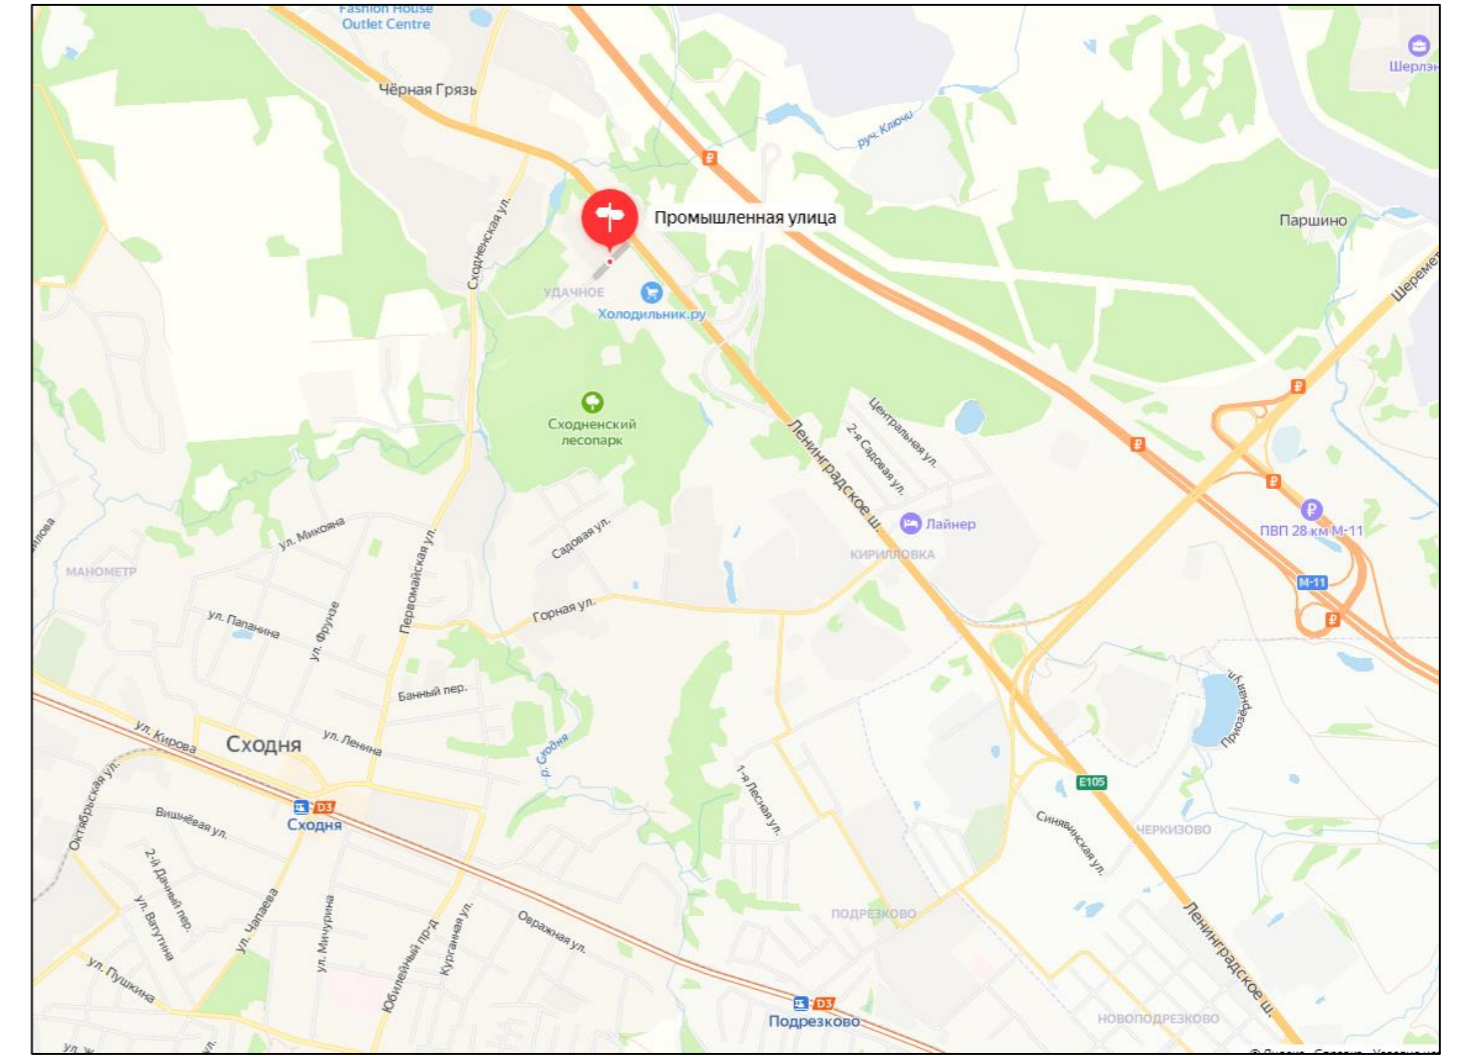 Fashion House
Outlet Centre
Чёрная Грязь
Шерлэн
руч. Ключи
Промышленная улица
Паршино
Сходненская ул.
Шеремет
УДАЧНОЕ
Холодильник.ру
Сходненский
лесопарк
Центральная ул.
2-я Садовая ул.
Ленинградское ш.
Лайнер
ПВП 28 км М-11
КИРИЛЛОВКА
М-11
ул. Микояна
Садовая ул.
МАНОМЕТР
Первомайская ул.
Горная ул.
ул. Папанина
ул. Фрунзе
Банный пер.
Приозёрная ул.
ул. Кирова
Сходня
ул. Ленина
р. Сходня
E105
1-я Лесная ул.
Октябрьская ул.
D3
Сходня
Вишнёвая ул.
Синявинская ул.
ЧЕРКИЗОВО
2-й Дачный пер.
ул. Ватутина
ул. Чапаева
ул. Мичурина
Юбилейный пр-д
Курганная ул.
Овражная ул.
ПОДРЕЗКОВО
Ленинградское ш.
ул. Пушкина
D3
Подрезково
НОВОПОДРЕЗКОВО